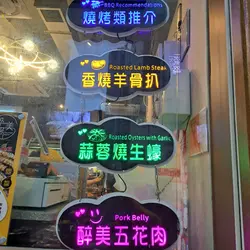 BBQ Recommendations
燒烤類推介
Roasted Lamb Steak
香燒羊骨扒
Roasted Oysters with Garlic
蒜蓉燒生蠔
Pork Belly
醉美五花肉